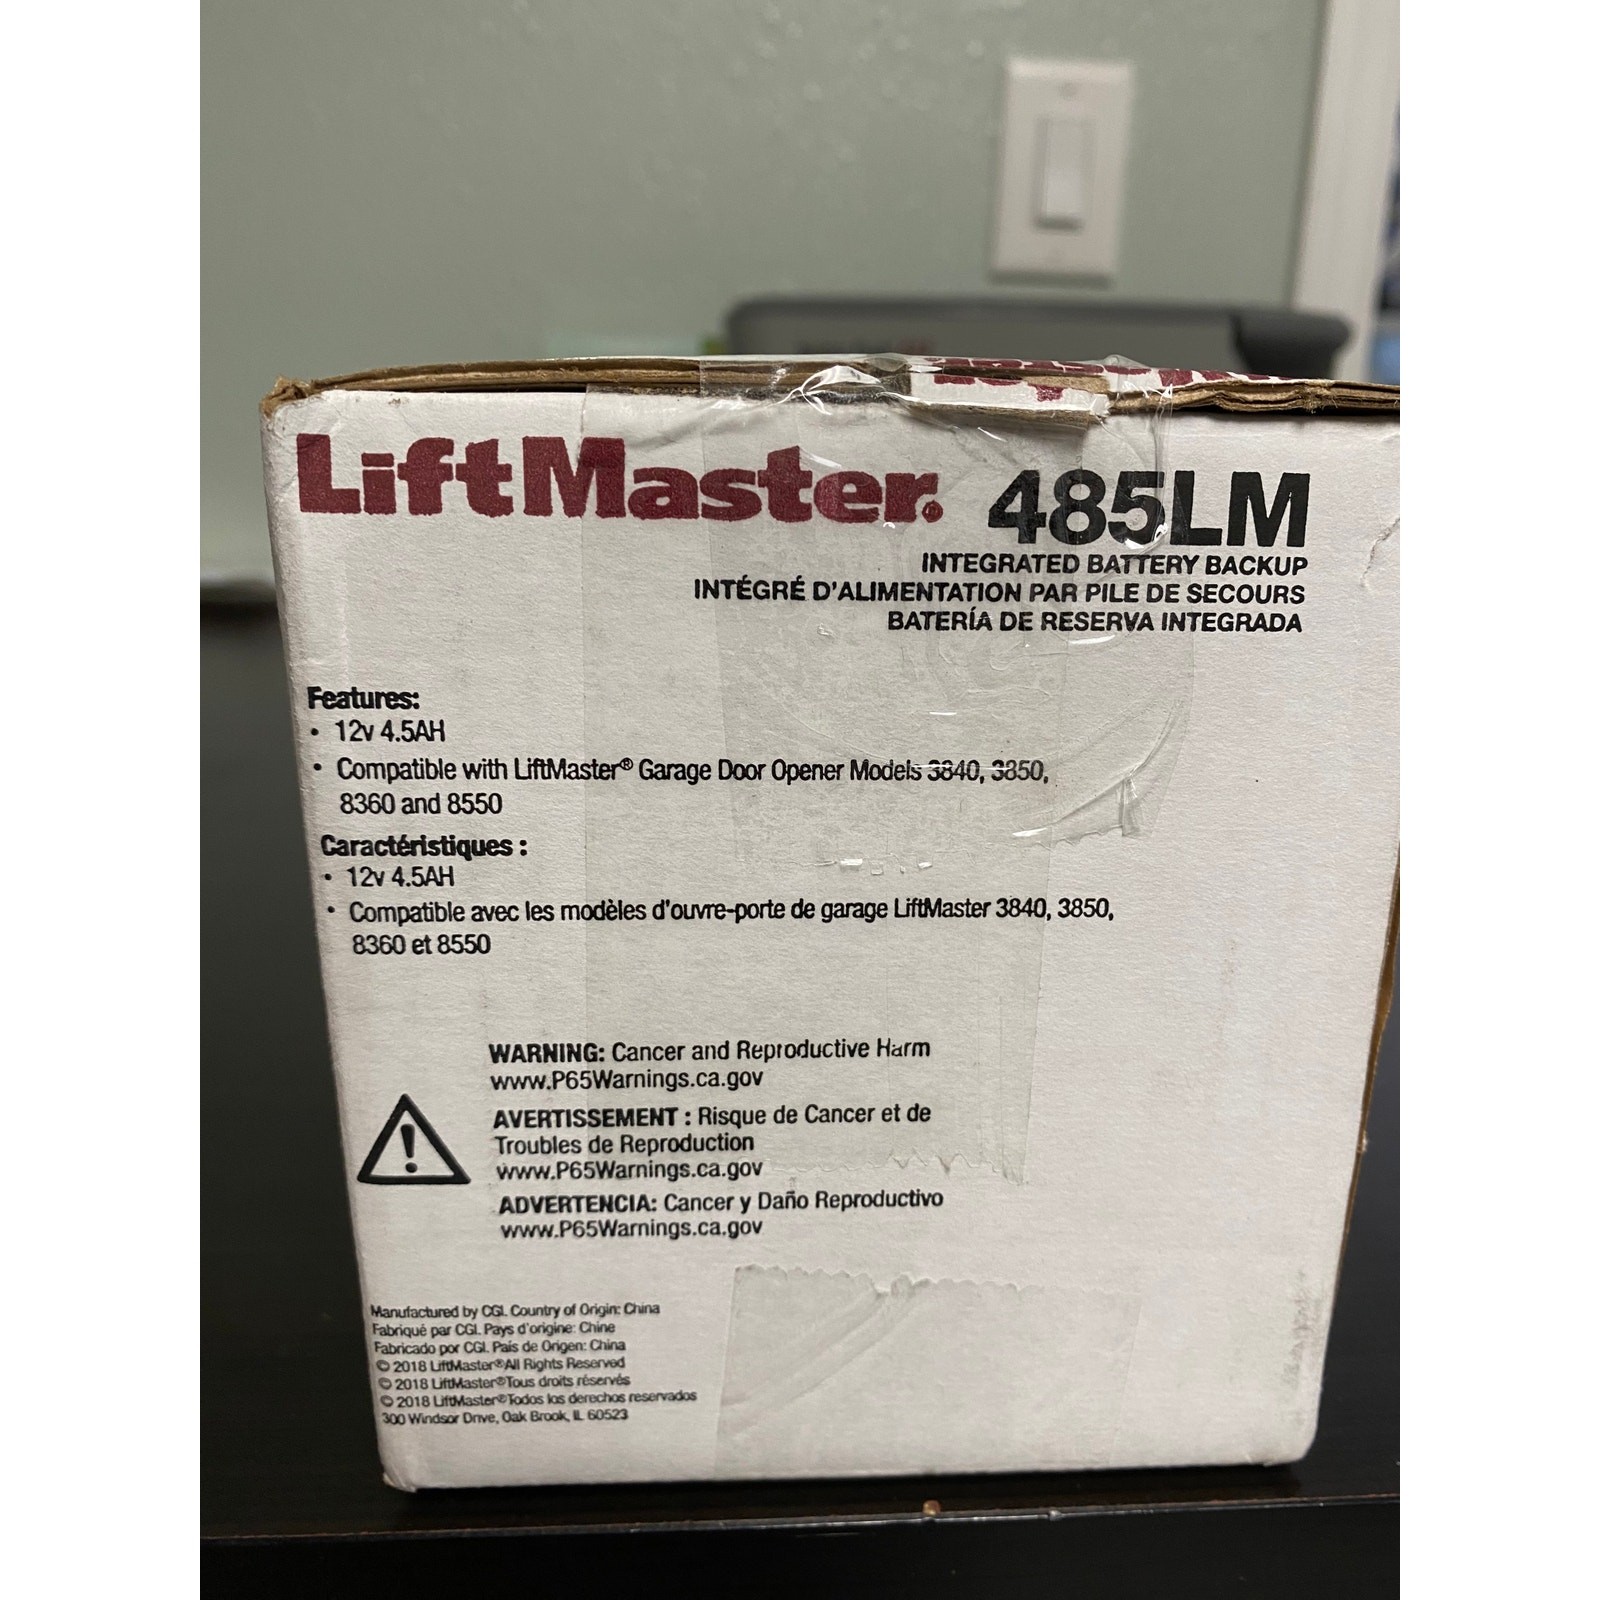 LiftMaster® 485LM
INTEGRATED BATTERY BACKUP
INTÉGRÉ D'ALIMENTATION PAR PILE DE SECOURS
BATERÍA DE RESERVA INTEGRADA
Features:
• 12v 4.5AH
• Compatible with LiftMaster® Garage Door Opener Models 3840, 3850,
8360 and 8550
Caractéristiques :
• 12v 4.5AH
• Compatible avec les modèles d'ouvre-porte de garage LiftMaster 3840, 3850,
8360 et 8550
WARNING: Cancer and Reproductive Harm
www.P65Warnings.ca.gov
AVERTISSEMENT : Risque de Cancer et de
Troubles de Reproduction
www.P65Warnings.ca.gov
ADVERTENCIA: Cancer y Daño Reproductivo
www.P65Warnings.ca.gov
Manufactured by CGI. Country of Origin: China
Fabriqué par CGI. Pays d'origine: Chine
Fabricado por CGI. País de Origen: China
© 2018 LiftMaster® All Rights Reserved
© 2018 LiftMaster® Tous droits réservés
© 2018 LiftMaster® Todos los derechos reservados
300 Windsor Drive, Oak Brook, IL 60523